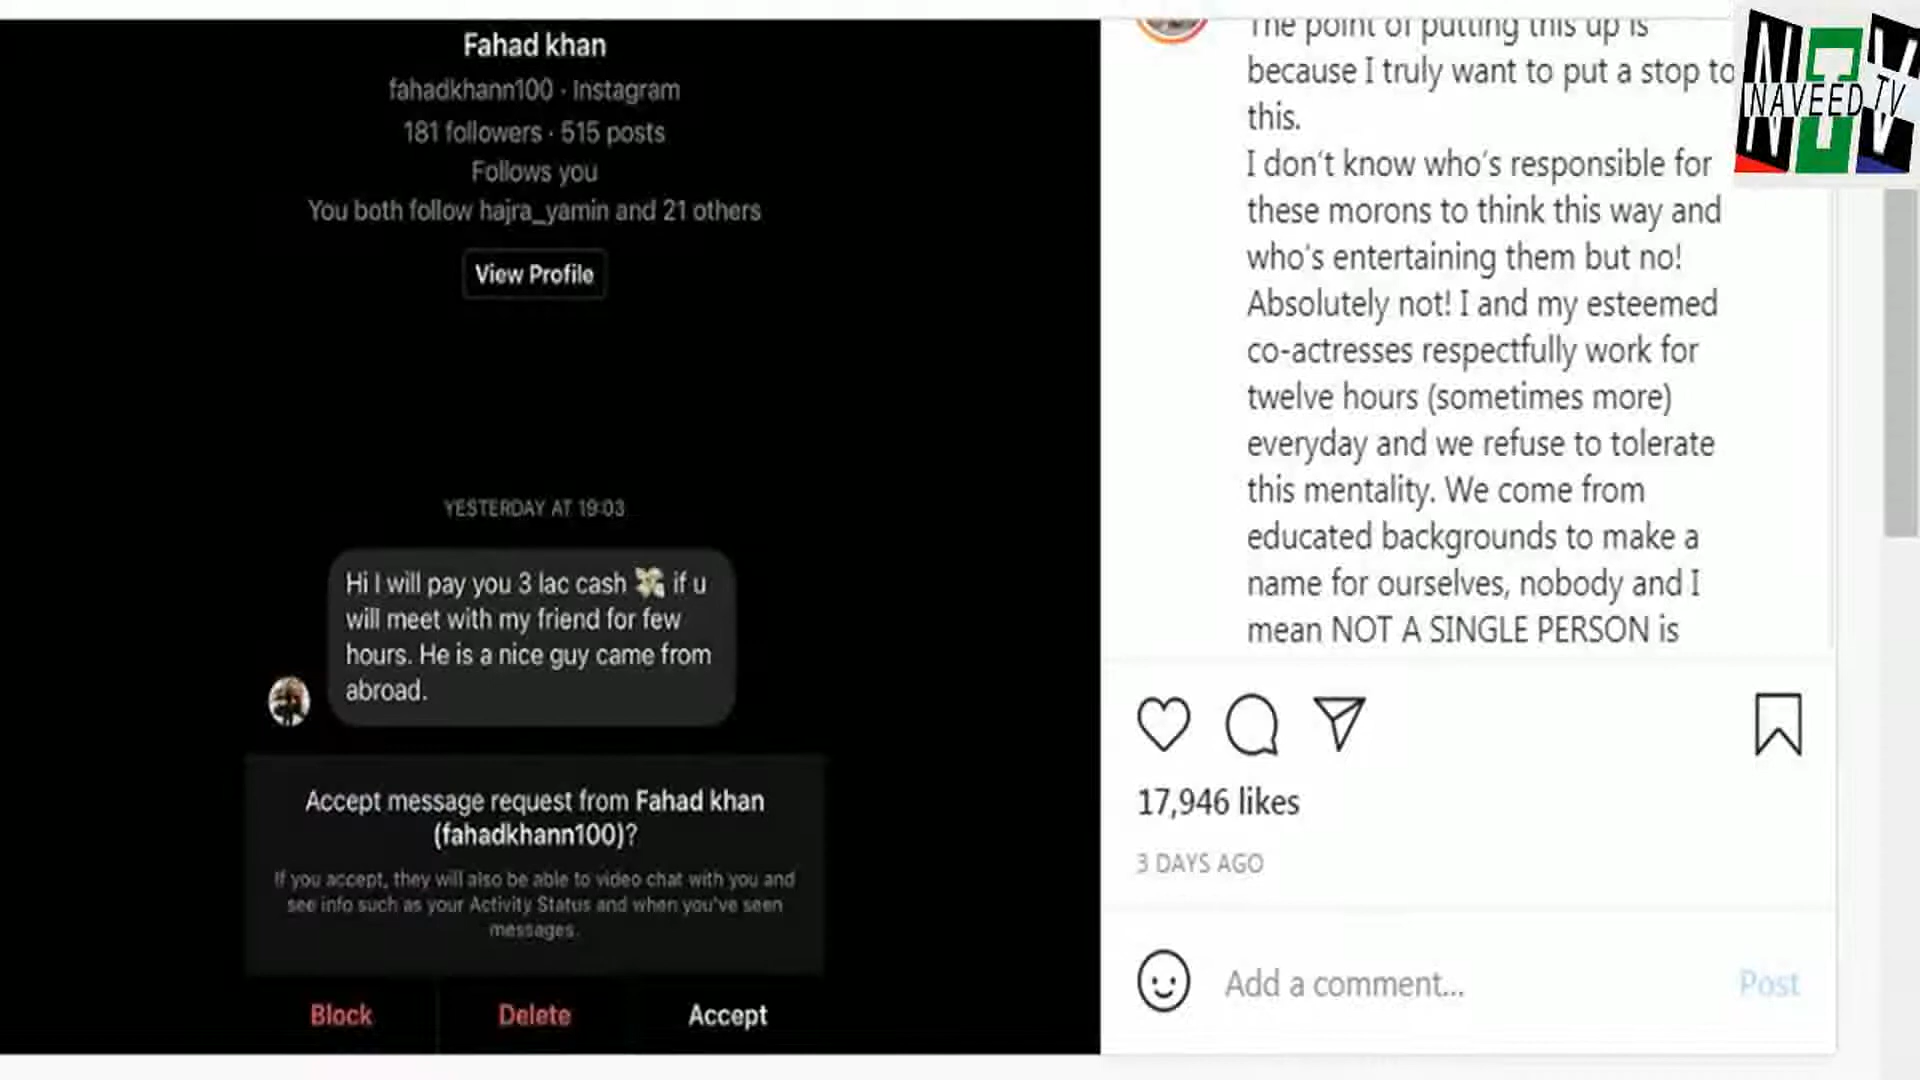 Fahad khan
fahadkhann100 · Instagram
181 followers · 515 posts
Follows you
You both follow hajra_yamin and 21 others
View Profile
YESTERDAY AT 19:03
Hi I will pay you 3 lac cash 💸 if u
will meet with my friend for few
hours. He is a nice guy came from
abroad.
Accept message request from Fahad khan
(fahadkhann100)?
If you accept, they will also be able to video chat with you and
see info such as your Activity Status and when you've seen
messages.
Block
Delete
Accept
The point of putting this up is
because I truly want to put a stop to
this.
I don't know who's responsible for
these morons to think this way and
who's entertaining them but no!
Absolutely not! I and my esteemed
co-actresses respectfully work for
twelve hours (sometimes more)
everyday and we refuse to tolerate
this mentality. We come from
educated backgrounds to make a
name for ourselves, nobody and I
mean NOT A SINGLE PERSON is
17,946 likes
3 DAYS AGO
Add a comment...
Post
NTV
NAVEED TV